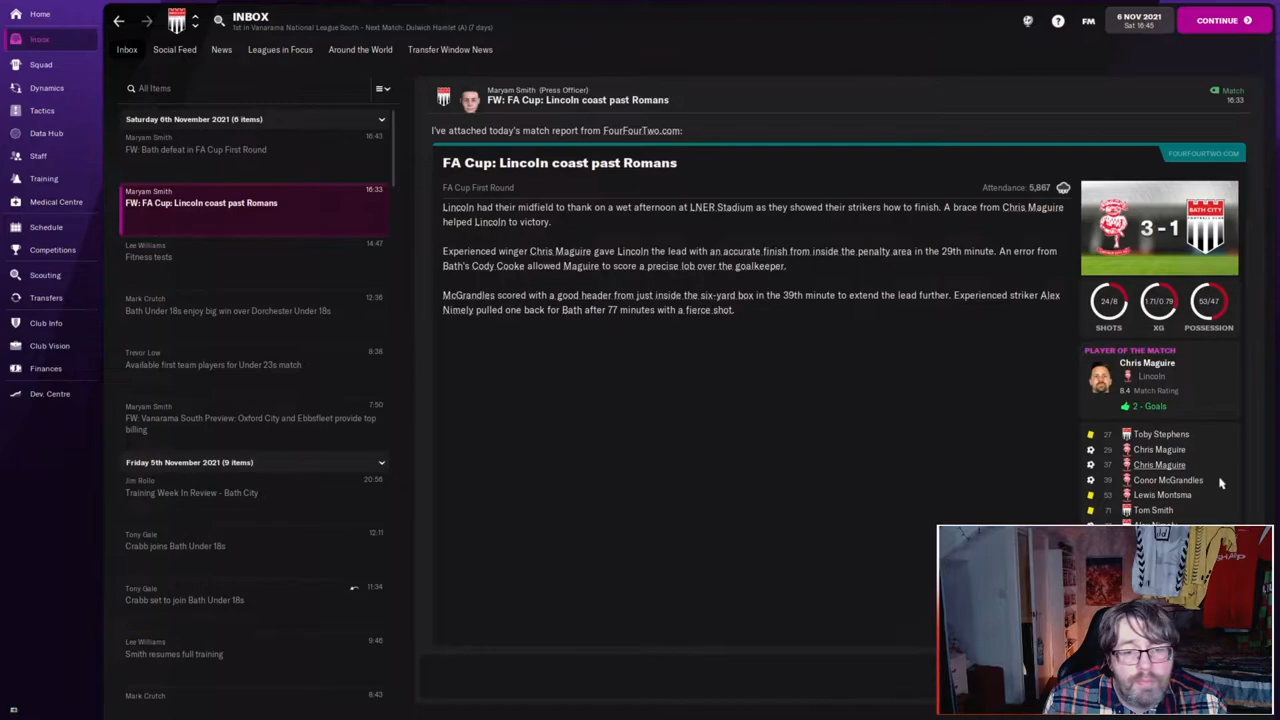 Home
Inbox
Squad
Dynamics
Tactics
Data Hub
Staff
Training
Medical Centre
Schedule
Competitions
Scouting
Transfers
Club Info
Club Vision
Finances
Dev. Centre
INBOX
1st in Vanarama National League South - Next Match: Dulwich Hamlet (A) (7 days)
?
FM
6 NOV 2021
Sat 16:45
CONTINUE
Inbox
Social Feed
News
Leagues in Focus
Around the World
Transfer Window News
All Items
Saturday 6th November 2021 (6 items)
Maryam Smith
16:43
FW: Bath defeat in FA Cup First Round
Maryam Smith
16:33
FW: FA Cup: Lincoln coast past Romans
Lee Williams
14:47
Fitness tests
Mark Crutch
12:36
Bath Under 18s enjoy big win over Dorchester Under 18s
Trevor Low
8:38
Available first team players for Under 23s match
Maryam Smith
7:50
FW: Vanarama South Preview: Oxford City and Ebbsfleet provide top
billing
Friday 5th November 2021 (9 items)
Jim Rollo
20:56
Training Week In Review - Bath City
Tony Gale
12:11
Crabb joins Bath Under 18s
Tony Gale
11:34
Crabb set to join Bath Under 18s
Lee Williams
9:46
Smith resumes full training
Mark Crutch
8:43
Maryam Smith (Press Officer)
FW: FA Cup: Lincoln coast past Romans
Match
16:33
I've attached today's match report from FourFourTwo.com:
FOURFOURTWO.COM
FA Cup: Lincoln coast past Romans
FA Cup First Round
Attendance: 5,867
Lincoln had their midfield to thank on a wet afternoon at LNER Stadium as they showed their strikers how to finish. A brace from Chris Maguire
helped Lincoln to victory.
Experienced winger Chris Maguire gave Lincoln the lead with an accurate finish from inside the penalty area in the 29th minute. An error from
Bath's Cody Cooke allowed Maguire to score a precise lob over the goalkeeper.
McGrandles scored with a good header from just inside the six-yard box in the 39th minute to extend the lead further. Experienced striker Alex
Nimely pulled one back for Bath after 77 minutes with a fierce shot.
3 - 1
BATH CITY
24/8
1.71/0.79
53/47
SHOTS
XG
POSSESSION
PLAYER OF THE MATCH
Chris Maguire
Lincoln
8.4 Match Rating
2 - Goals
27 Toby Stephens
29 Chris Maguire
37 Chris Maguire
39 Conor McGrandles
53 Lewis Montsma
71 Tom Smith
SHARP